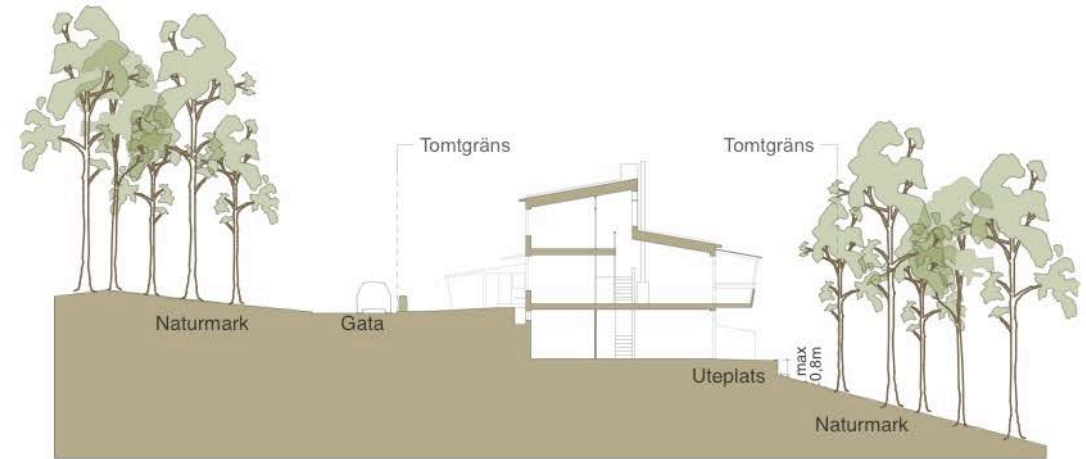 Tomtgräns
Tomtgräns
Naturmark
Gata
Uteplats
max
0,8m
Naturmark